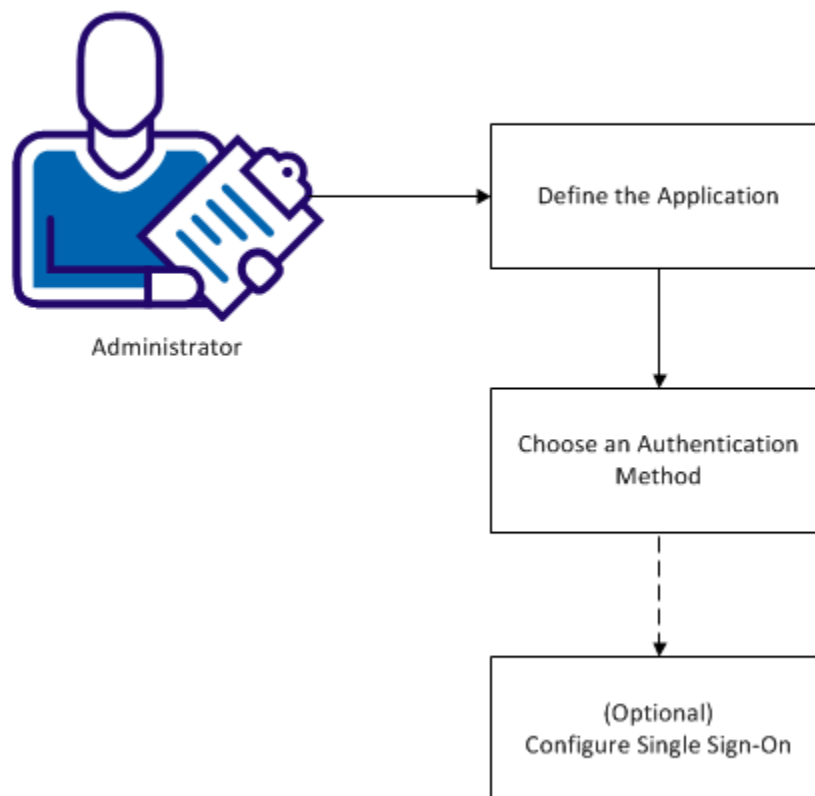 Define the Application
Administrator
Choose an Authentication
Method
(Optional)
Configure Single Sign-On